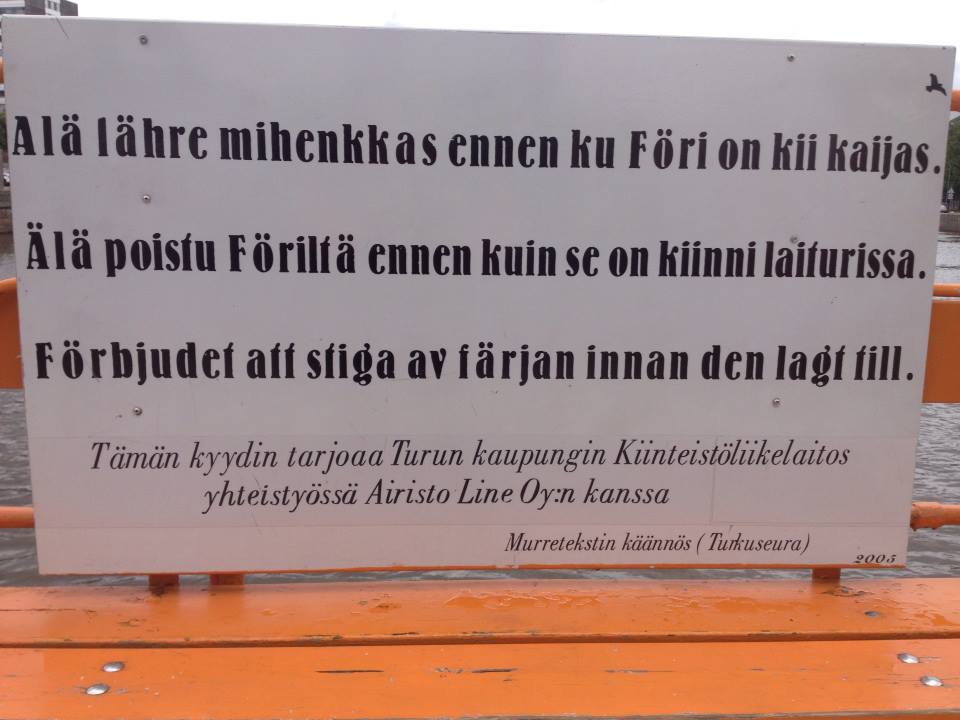 Älä lähre mihenkkas ennen ku Föri on kii kaijas.
Älä poistu Föriltä ennen kuin se on kiinni laiturissa.
Förbjudet att stiga av färjan innan den lagt till.
Tämän kyydin tarjoaa Turun kaupungin Kiinteistöliikelaitos
yhteistyössä Airisto Line Oy:n kanssa
Murretekstin käännös (Turkuseura)
2005